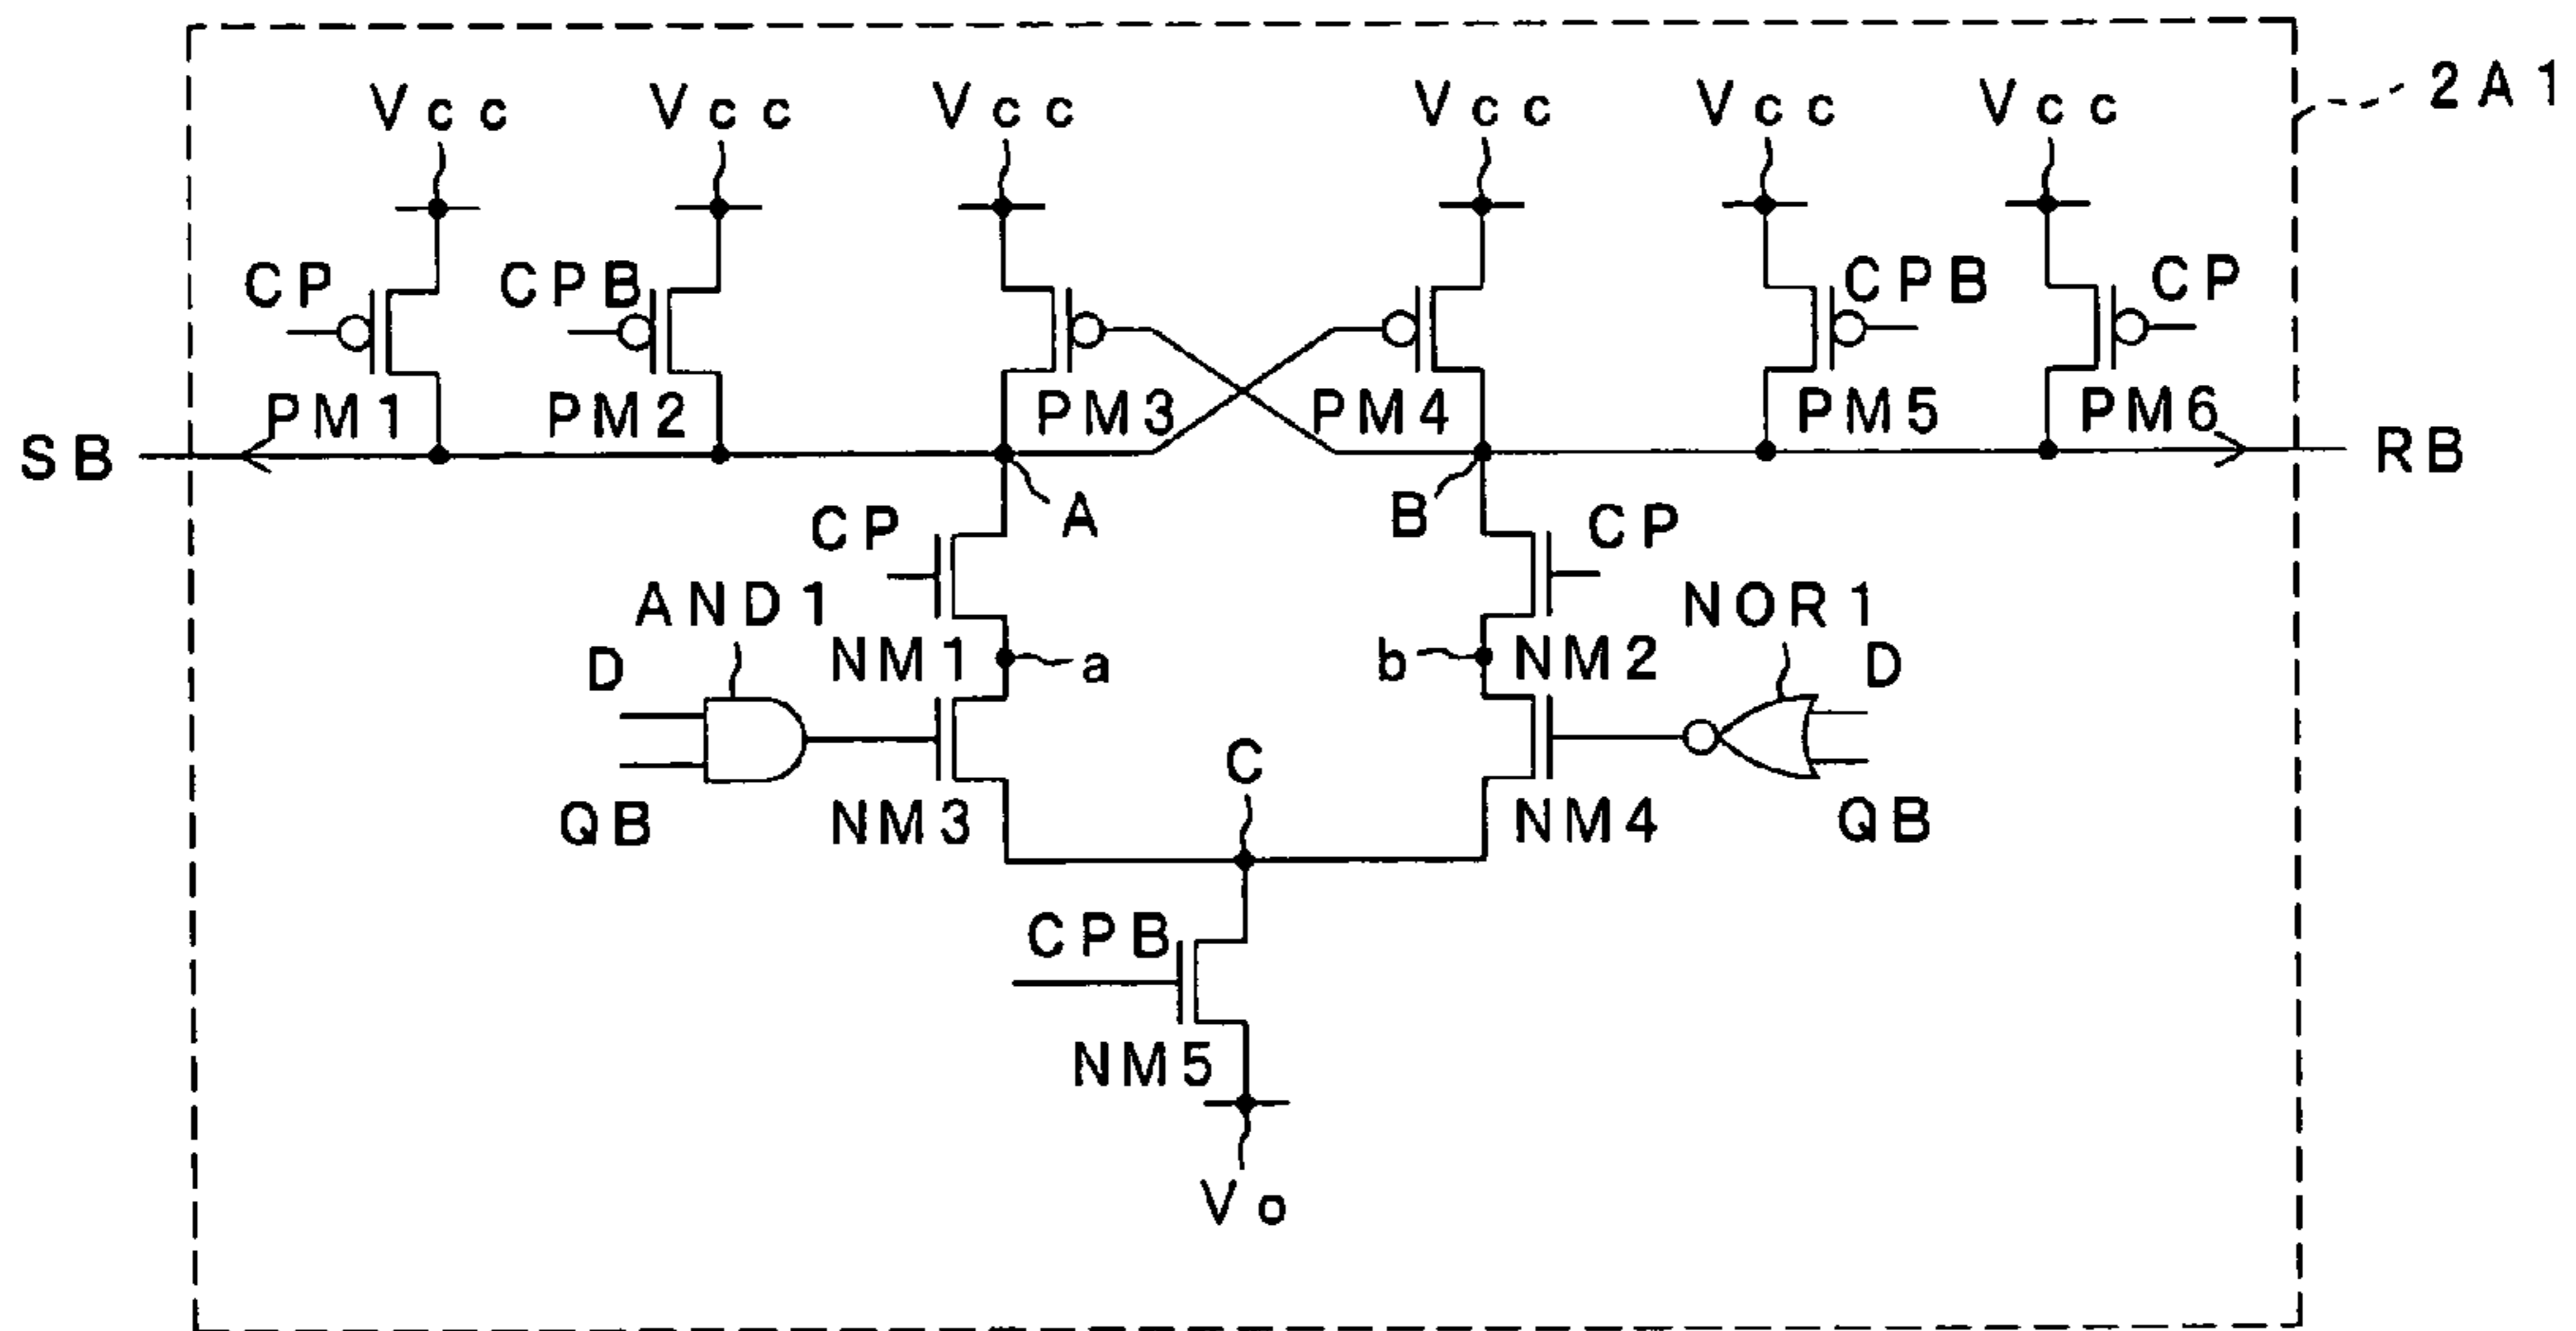 2A1
Vcc Vcc Vcc Vcc Vcc Vcc
CP CPB CPB CP
PM1 PM2 PM3 PM4 PM5 PM6
SB RB
A B
CP CP
AND1 NOR1
NM1 a b NM2
D D
C
QB NM3 NM4 QB
CPB
NM5
Vo